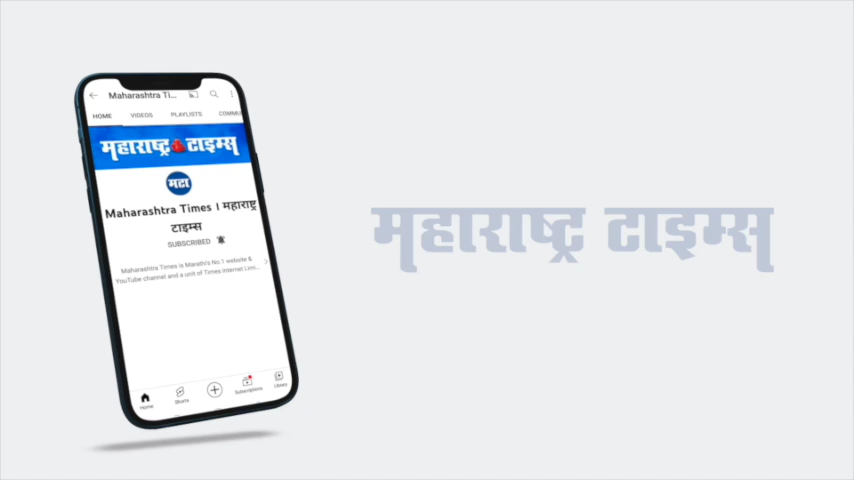 Maharashtra Ti...
HOME VIDEOS PLAYLISTS COMMU
महाराष्ट्र टाइम्स
मटा
Maharashtra Times । महाराष्ट्र
टाइम्स
SUBSCRIBED
Maharashtra Times is Marathi's No.1 website &
YouTube channel and a unit of Times Internet Limi...
Home Shorts Subscriptions Library
महाराष्ट्र टाइम्स